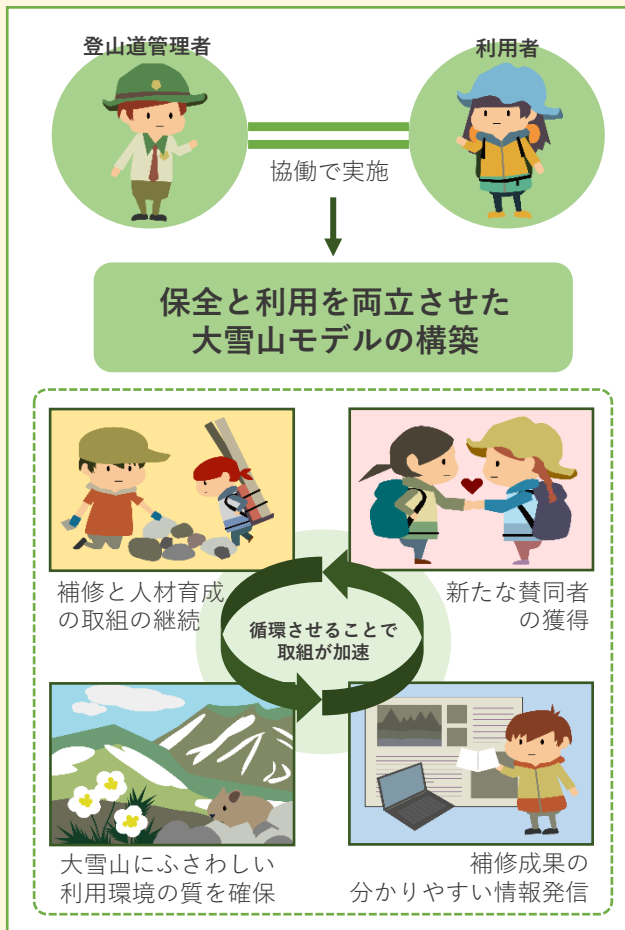 登山道管理者
利用者
協働で実施
保全と利用を両立させた
大雪山モデルの構築
補修と人材育成
の取組の継続
新たな賛同者
の獲得
循環させることで
取組が加速
大雪山にふさわしい
利用環境の質を確保
補修成果の
分かりやすい情報発信